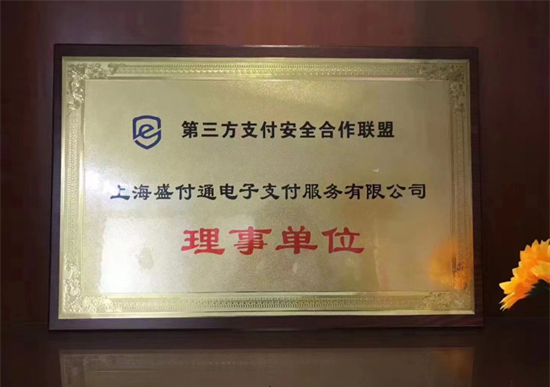 第三方支付安全合作联盟
上海盛付通电子支付服务有限公司
理事单位